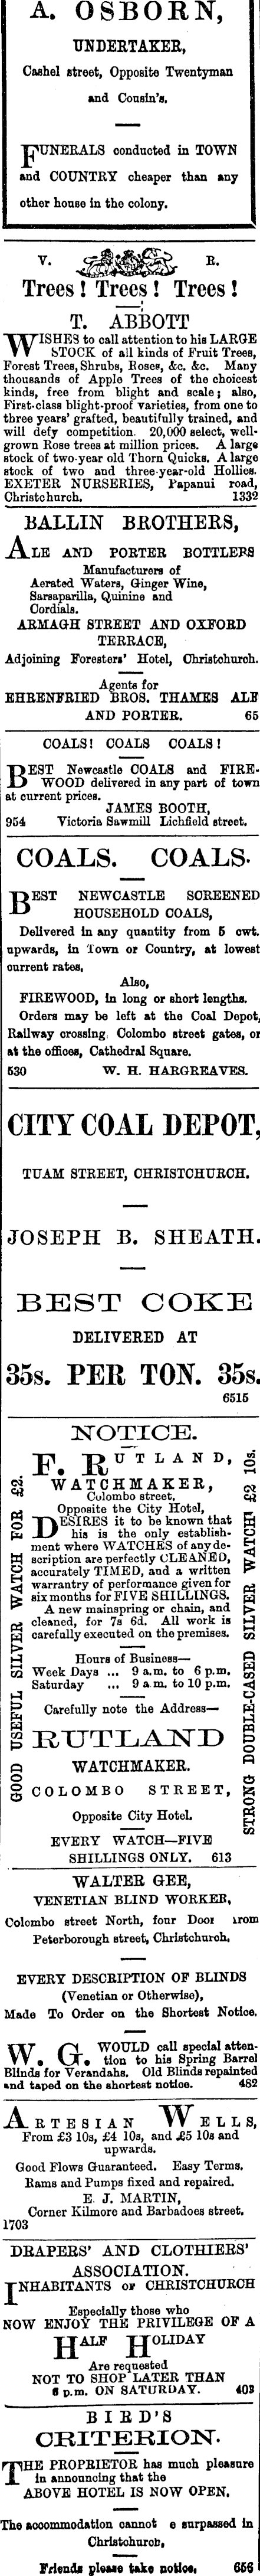 A. OSBORN,
UNDERTAKER,
Cashel street, Opposite Twentyman
and Cousin's.
FUNERALS conducted in TOWN
and COUNTRY cheaper than any
other house in the colony.
V. R.
Trees! Trees! Trees!
T. ABBOTT
WISHES to call attention to his LARGE
STOCK of all kinds of Fruit Trees,
Forest Trees, Shrubs, Roses, &c. &c. Many
thousands of Apple Trees of the choicest
kinds, free from blight and scale; also,
First-class blight-proof varieties, from one to
three years' grafted, beautifully trained, and
will defy competition. 20,000 select, well-
grown Rose trees at million prices. A large
stock of two-year old Thorn Quicks. A large
stock of two and three-year-old Hollies.
EXETER NURSERIES, Papanui road,
Christchurch. 1332
BALLIN BROTHERS,
ALE AND PORTER BOTTLERS
Manufacturers of
Aerated Waters, Ginger Wine,
Sarsaparilla, Quinine and
Cordials.
ARMAGH STREET AND OXFORD
TERRACE,
Adjoining Foresters' Hotel, Christchurch.
Agents for
EHRENFRIED BROS. THAMES ALE
AND PORTER. 65
COALS! COALS COALS!
BEST Newcastle COALS and FIRE-
WOOD delivered in any part of town
at current prices.
JAMES BOOTH,
954 Victoria Sawmill Lichfield street.
COALS. COALS.
BEST NEWCASTLE SCREENED
HOUSEHOLD COALS,
Delivered in any quantity from 5 cwt.
upwards, in Town or Country, at lowest
current rates.
Also,
FIREWOOD, in long or short lengths.
Orders may be left at the Coal Depot,
Railway crossing, Colombo street gates, or
at the offices, Cathedral Square.
530 W. H. HARGREAVES.
CITY COAL DEPOT,
TUAM STREET, CHRISTCHURCH.
JOSEPH B. SHEATH.
BEST COKE
DELIVERED AT
35s. PER TON. 35s.
6515
NOTICE.
F. RUTLAND,
WATCHMAKER,
Colombo street,
Opposite the City Hotel,
DESIRES it to be known that
his is the only establish-
ment where WATCHES of any de-
scription are perfectly CLEANED,
accurately TIMED, and a written
warranty of performance given for
six months for FIVE SHILLINGS.
A new mainspring or chain, and
cleaned, for 7s 6d. All work is
carefully executed on the premises.
Hours of Business—
Week Days ... 9 a.m. to 6 p.m.
Saturday ... 9 a.m. to 10 p.m.
Carefully note the Address—
RUTLAND
WATCHMAKER.
COLOMBO STREET,
Opposite City Hotel.
EVERY WATCH—FIVE
SHILLINGS ONLY. 613
GOOD USEFUL SILVER WATCH FOR £2.
STRONG DOUBLE-CASED SILVER WATCH! £2 10s.
WALTER GEE,
VENETIAN BLIND WORKER,
Colombo street North, four Doors from
Peterborough street, Christchurch.
EVERY DESCRIPTION OF BLINDS
(Venetian or Otherwise),
Made To Order on the Shortest Notice.
W. G. WOULD call special atten-
tion to his Spring Barrel
Blinds for Verandahs. Old Blinds repainted
and taped on the shortest notice. 482
ARTESIAN WELLS,
From £3 10s, £4 10s, and £5 10s and
upwards.
Good Flows Guaranteed. Easy Terms.
Rams and Pumps fixed and repaired.
E. J. MARTIN,
Corner Kilmore and Barbadoes street.
1703
DRAPERS' AND CLOTHIERS'
ASSOCIATION.
INHABITANTS OF CHRISTCHURCH
Especially those who
NOW ENJOY THE PRIVILEGE OF A
HALF HOLIDAY
Are requested
NOT TO SHOP LATER THAN
6 p.m. ON SATURDAY. 403
BIRD'S
CRITERION.
THE PROPRIETOR has much pleasure
in announcing that the
ABOVE HOTEL IS NOW OPEN.
The accommodation cannot e surpassed in
Christchurch,
Friends please take notice, 656